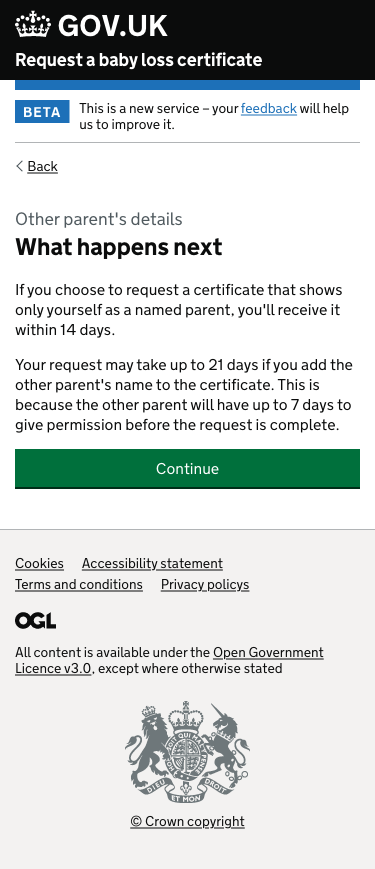 GOV.UK
Request a baby loss certificate
BETA
This is a new service – your feedback will help
us to improve it.
Back
Other parent's details
What happens next
If you choose to request a certificate that shows
only yourself as a named parent, you'll receive it
within 14 days.
Your request may take up to 21 days if you add the
other parent's name to the certificate. This is
because the other parent will have up to 7 days to
give permission before the request is complete.
Continue
Cookies Accessibility statement
Terms and conditions Privacy policys
OGL
All content is available under the Open Government
Licence v3.0, except where otherwise stated
DIEU ET MON DROIT
© Crown copyright